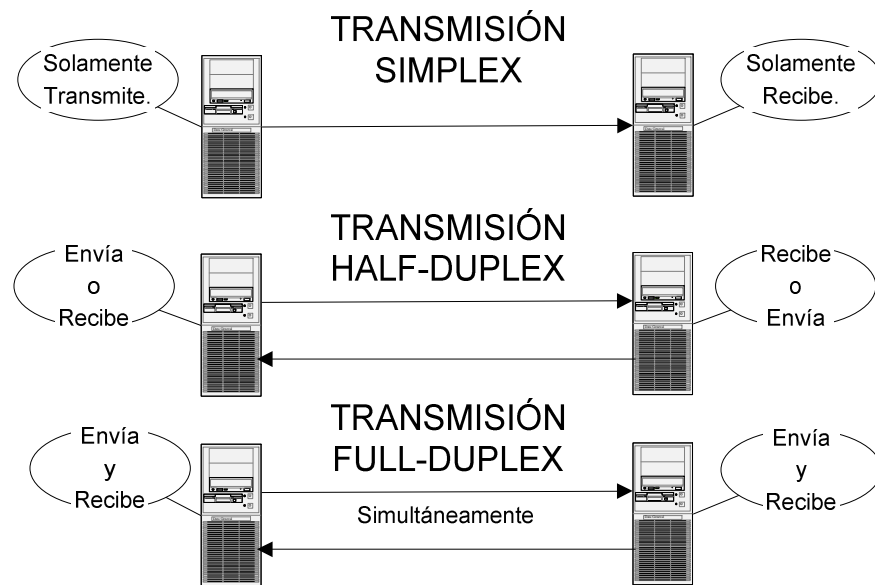 TRANSMISIÓN
SIMPLEX
Solamente
Transmite.
Solamente
Recibe.
TRANSMISIÓN
HALF-DUPLEX
Envía
o
Recibe
Recibe
o
Envía
TRANSMISIÓN
FULL-DUPLEX
Envía
y
Recibe
Simultáneamente
Envía
y
Recibe